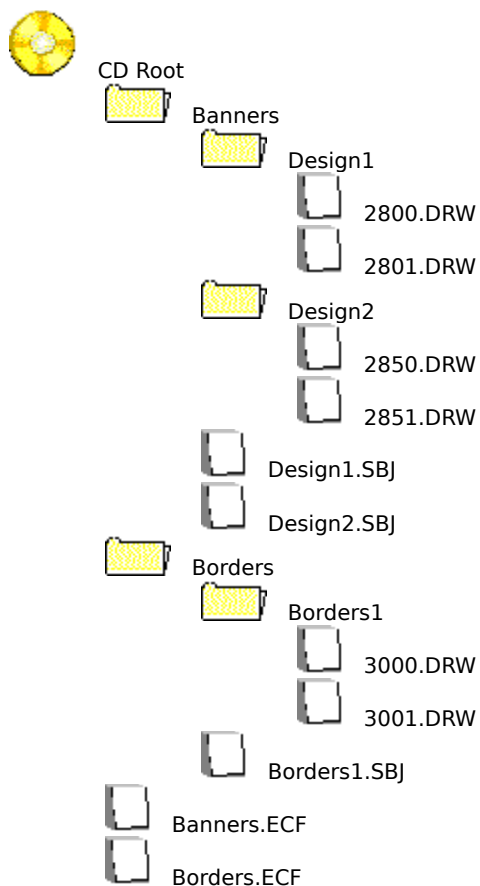 CD Root
Banners
Design1
2800.DRW
2801.DRW
Design2
2850.DRW
2851.DRW
Design1.SBJ
Design2.SBJ
Borders
Borders1
3000.DRW
3001.DRW
Borders1.SBJ
Banners.ECF
Borders.ECF